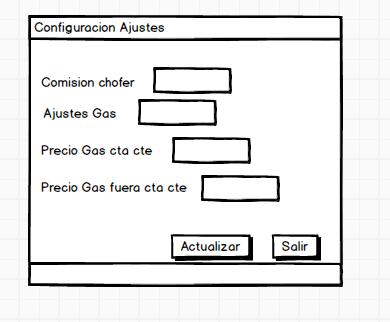 Configuracion Ajustes
Comision chofer
Ajustes Gas
Precio Gas cta cte
Precio Gas fuera cta cte
Actualizar Salir